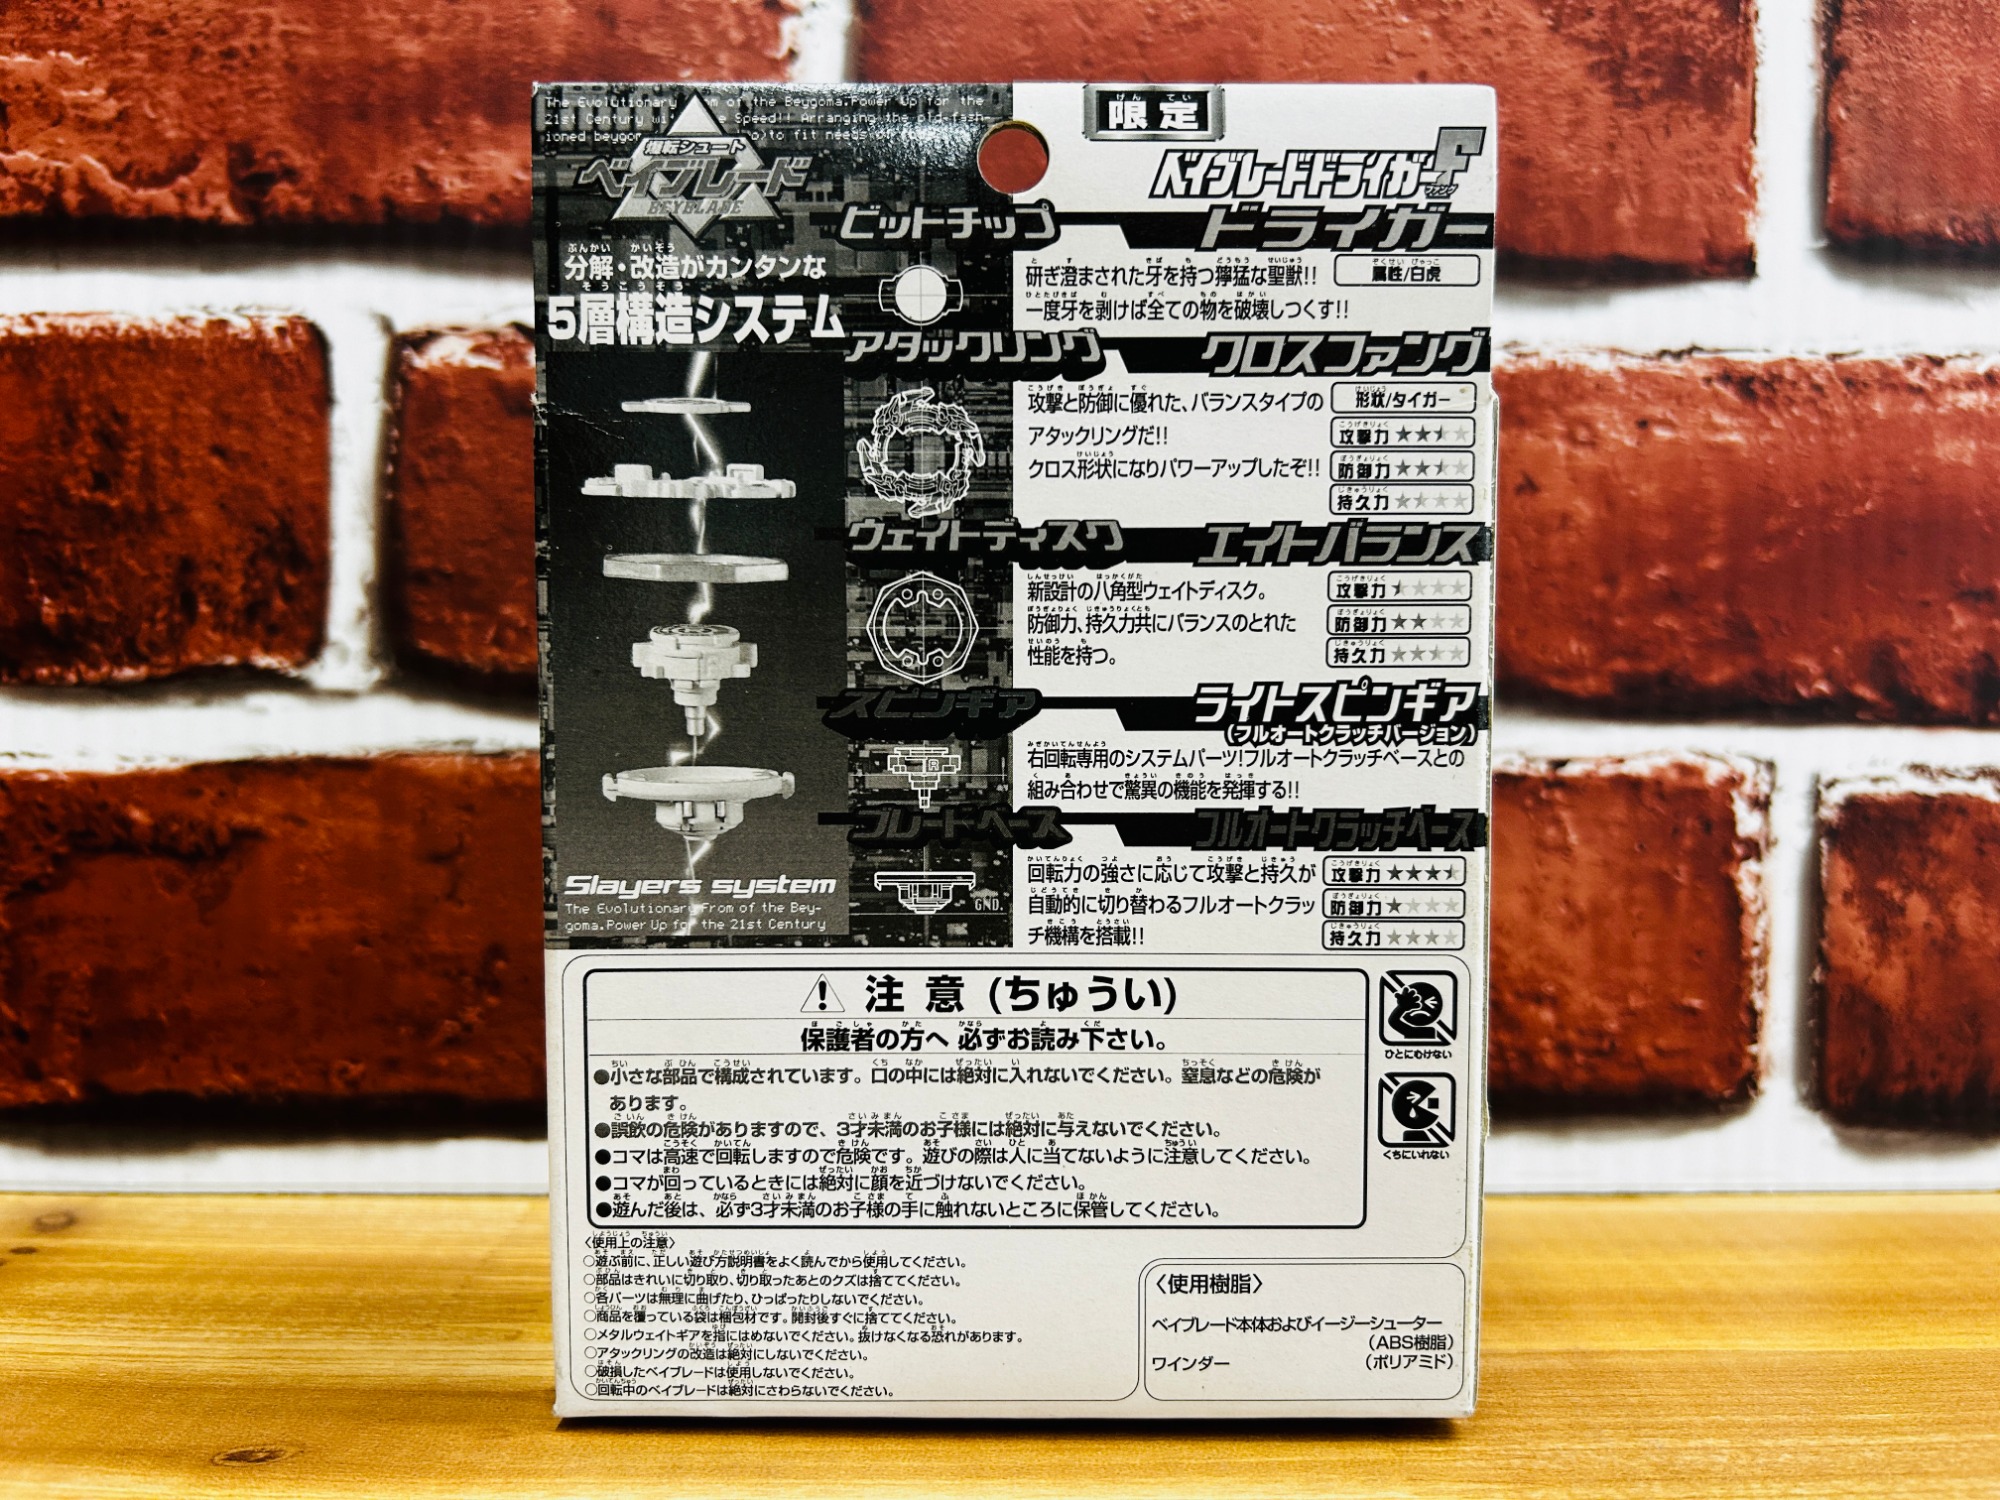 The Evolutionary From of the Beygoma.Power Up for the
21st Century wi e Speed!! Arranging the old-fash-
ioned beygom o)to fit needs of
爆転シュート
ベイブレード
BEYBLADE
分解・改造がカンタンな
5層構造システム
Slayers system
The Evolutionary From of the Bey-
goma.Power Up for the 21st Century
限定
ベイブレードドライガーF
ファング
ビットチップ
ドライガー
研ぎ澄まされた牙を持つ獰猛な聖獣!!
属性/白虎
一度牙を剥けば全ての物を破壊しつくす!!
アタックリング
クロスファング
攻撃と防御に優れた、バランスタイプの
アタックリングだ!!
クロス形状になりパワーアップしたぞ!!
形状/タイガー
攻撃力
防御力
持久力
ウェイトディスク
エイトバランス
新設計の八角型ウェイトディスク。
防御力、持久力共にバランスのとれた
性能を持つ。
攻撃力
防御力
持久力
スピンギア
ライトスピンギア
(フルオートクラッチバージョン)
右回転専用のシステムパーツ!フルオートクラッチベースとの
組み合わせで驚異の機能を発揮する!!
R
ブレードベース
フルオートクラッチベース
回転力の強さに応じて攻撃と持久が
自動的に切り替わるフルオートクラッ
チ機構を搭載!!
GND.
攻撃力
防御力
持久力
注意(ちゅうい)
保護者の方へ 必ずお読み下さい。
●小さな部品で構成されています。口の中には絶対に入れないでください。窒息などの危険が
あります。
●誤飲の危険がありますので、3才未満のお子様には絶対に与えないでください。
●コマは高速で回転しますので危険です。遊びの際は人に当てないように注意してください。
●コマが回っているときには絶対に顔を近づけないでください。
●遊んだ後は、必ず3才未満のお子様の手に触れないところに保管してください。
ひとにむけない
くちにいれない
〈使用上の注意〉
○遊ぶ前に、正しい遊び方説明書をよく読んでから使用してください。
○部品はきれいに切り取り、切り取ったあとのクズは捨ててください。
○各パーツは無理に曲げたり、ひっぱったりしないでください。
○商品を覆っている袋は梱包材です。開封後すぐに捨ててください。
○メタルウェイトギアを指にはめないでください。抜けなくなる恐れがあります。
○アタックリングの改造は絶対にしないでください。
○破損したベイブレードは使用しないでください。
○回転中のベイブレードは絶対にさわらないでください。
〈使用樹脂〉
ベイブレード本体およびイージーシューター
(ABS樹脂)
ワインダー (ポリアミド)